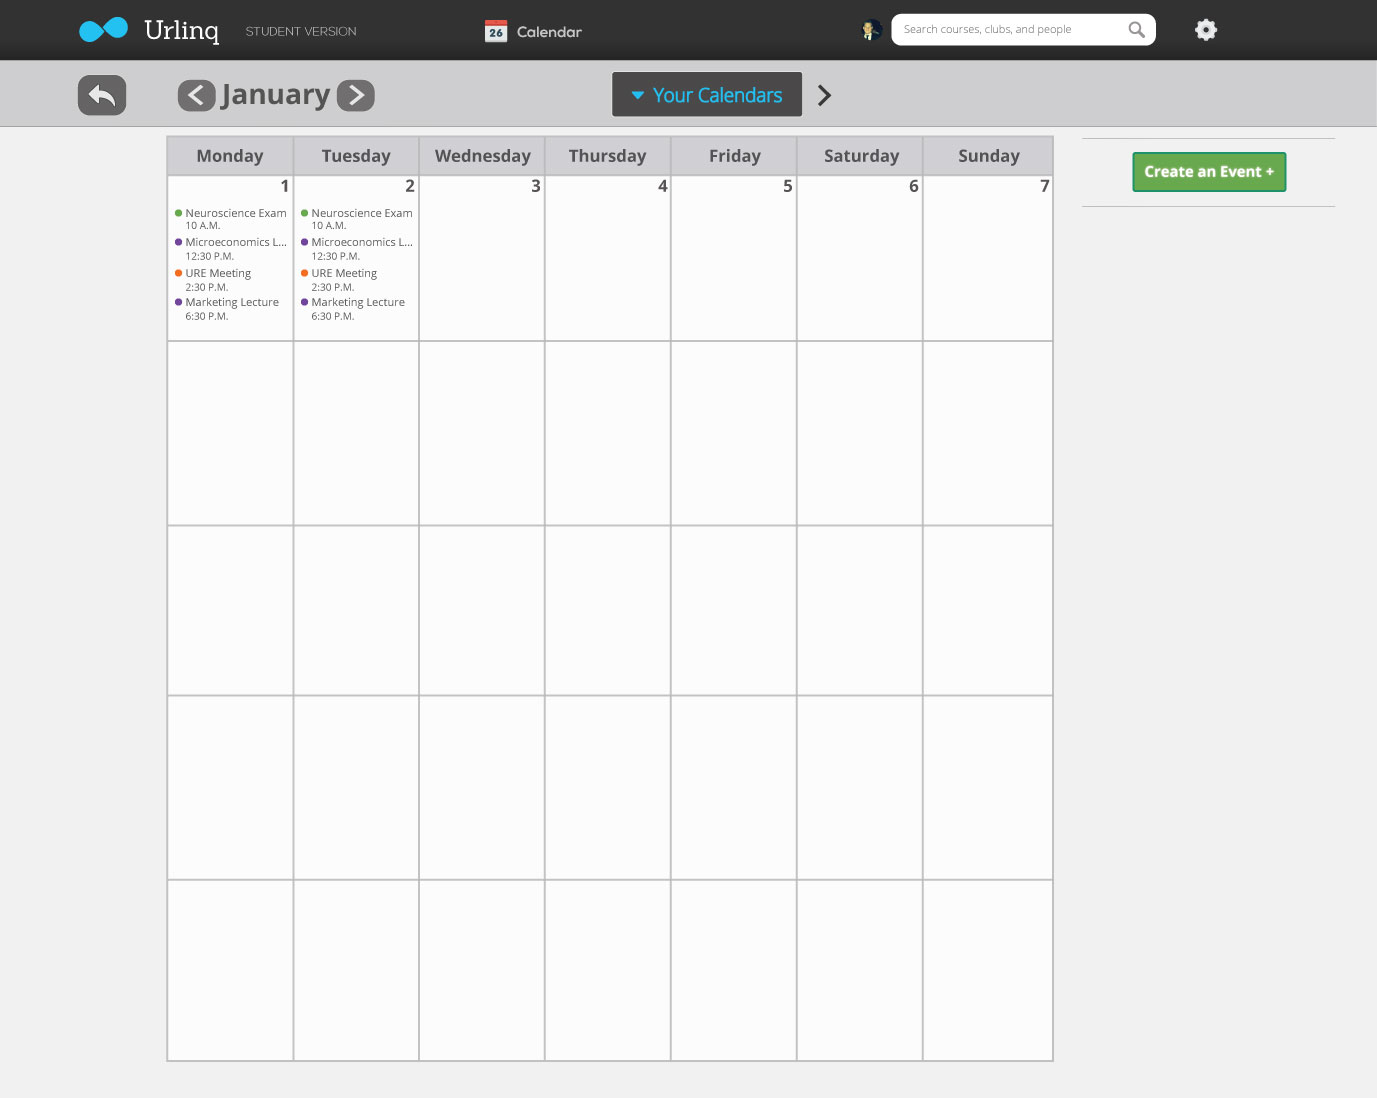 Urlinq
STUDENT VERSION
26
Calendar
Search courses, clubs, and people
January
Your Calendars
Monday Tuesday Wednesday Thursday Friday Saturday Sunday
Create an Event +
1 2 3 4 5 6 7
Neuroscience Exam
10 A.M.
Microeconomics L...
12:30 P.M.
URE Meeting
2:30 P.M.
Marketing Lecture
6:30 P.M.
Neuroscience Exam
10 A.M.
Microeconomics L...
12:30 P.M.
URE Meeting
2:30 P.M.
Marketing Lecture
6:30 P.M.